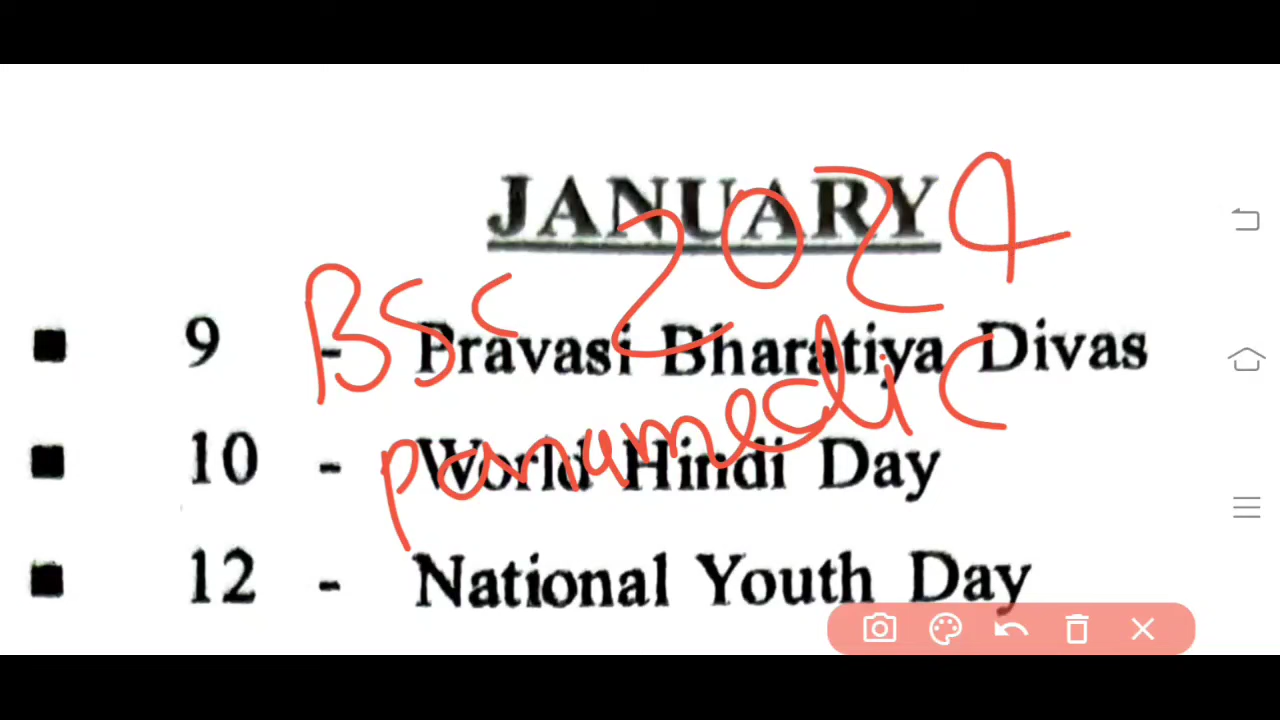 JANUARY
BSC 2024
■ 9 - Pravasi Bharatiya Divas
paramedic
■ 10 - World Hindi Day
■ 12 - National Youth Day